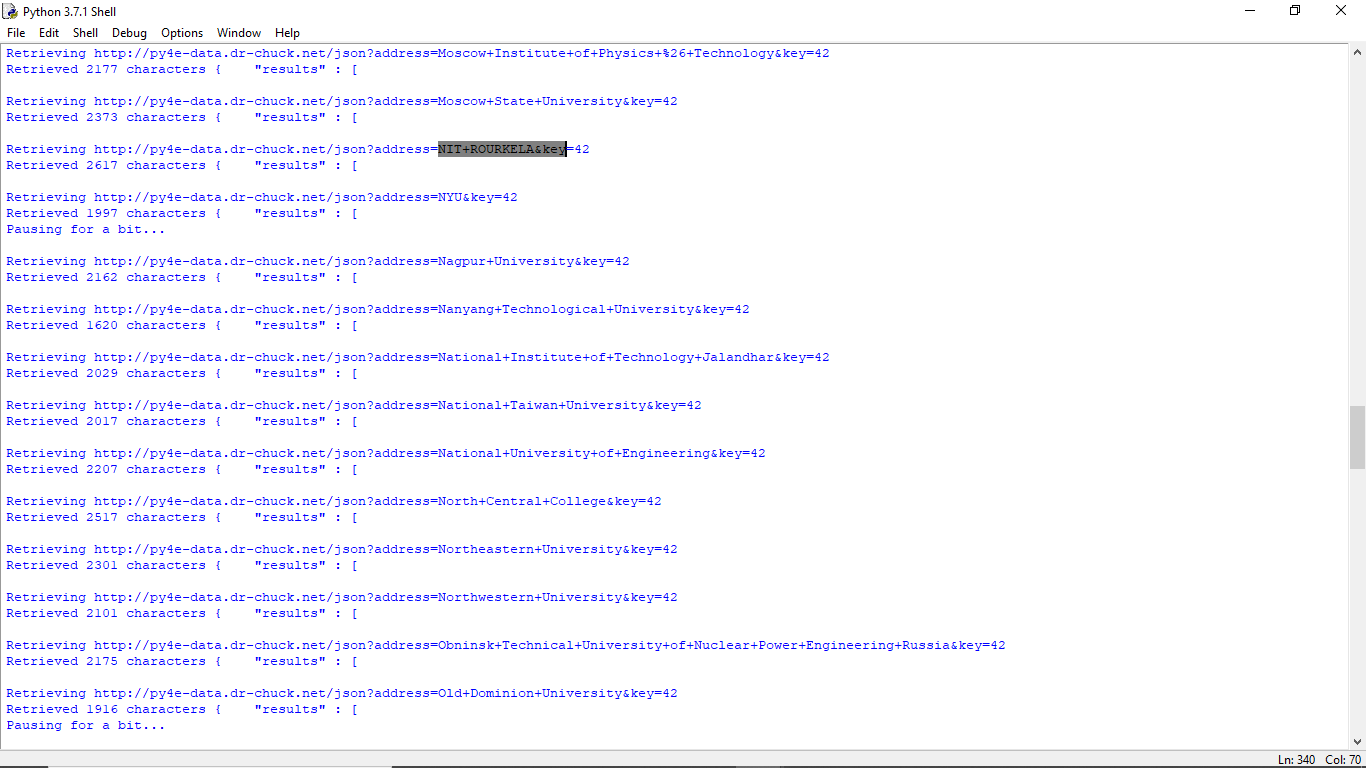 Python 3.7.1 Shell
File Edit Shell Debug Options Window Help
Retrieving http://py4e-data.dr-chuck.net/json?address=Moscow+Institute+of+Physics+%26+Technology&key=42
Retrieved 2177 characters {    "results" : [
Retrieving http://py4e-data.dr-chuck.net/json?address=Moscow+State+University&key=42
Retrieved 2373 characters {    "results" : [
Retrieving http://py4e-data.dr-chuck.net/json?address=NIT+ROURKELA&key=42
Retrieved 2617 characters {    "results" : [
Retrieving http://py4e-data.dr-chuck.net/json?address=NYU&key=42
Retrieved 1997 characters {    "results" : [
Pausing for a bit...
Retrieving http://py4e-data.dr-chuck.net/json?address=Nagpur+University&key=42
Retrieved 2162 characters {    "results" : [
Retrieving http://py4e-data.dr-chuck.net/json?address=Nanyang+Technological+University&key=42
Retrieved 1620 characters {    "results" : [
Retrieving http://py4e-data.dr-chuck.net/json?address=National+Institute+of+Technology+Jalandhar&key=42
Retrieved 2029 characters {    "results" : [
Retrieving http://py4e-data.dr-chuck.net/json?address=National+Taiwan+University&key=42
Retrieved 2017 characters {    "results" : [
Retrieving http://py4e-data.dr-chuck.net/json?address=National+University+of+Engineering&key=42
Retrieved 2207 characters {    "results" : [
Retrieving http://py4e-data.dr-chuck.net/json?address=North+Central+College&key=42
Retrieved 2517 characters {    "results" : [
Retrieving http://py4e-data.dr-chuck.net/json?address=Northeastern+University&key=42
Retrieved 2301 characters {    "results" : [
Retrieving http://py4e-data.dr-chuck.net/json?address=Northwestern+University&key=42
Retrieved 2101 characters {    "results" : [
Retrieving http://py4e-data.dr-chuck.net/json?address=Obninsk+Technical+University+of+Nuclear+Power+Engineering+Russia&key=42
Retrieved 2175 characters {    "results" : [
Retrieving http://py4e-data.dr-chuck.net/json?address=Old+Dominion+University&key=42
Retrieved 1916 characters {    "results" : [
Pausing for a bit...
Ln: 340 Col: 70